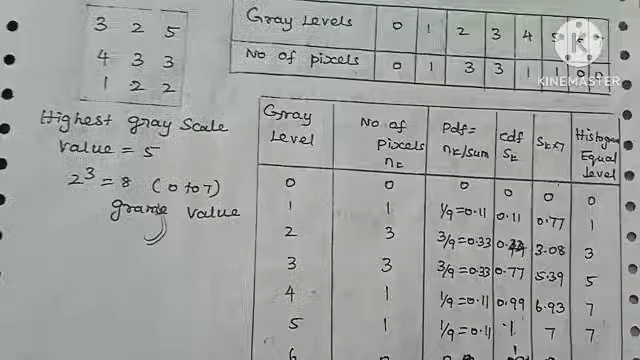 3 2 5
4 3 3
1 2 2
Gray Levels 0 1 2 3 4
No of pixels 0 1 3 3 1 1 0 0
KINEMASTER
Highest gray scale
value = 5
2³ = 8 (0 to 7)
value
Gray Level | No of Pixels nk | Pdf= nk/sum | cdf Sk | Sk×7 | Histogram Equal level
0 0 0 0 0 0
1 1 1/9=0.11 0.11 0.77 1
2 3 3/9=0.33 3.08 3
3 3 3/9=0.33 0.77 5.39 5
4 1 1/9=0.11 0.99 6.93 7
5 1 1/9=0.11 1 7 7
6